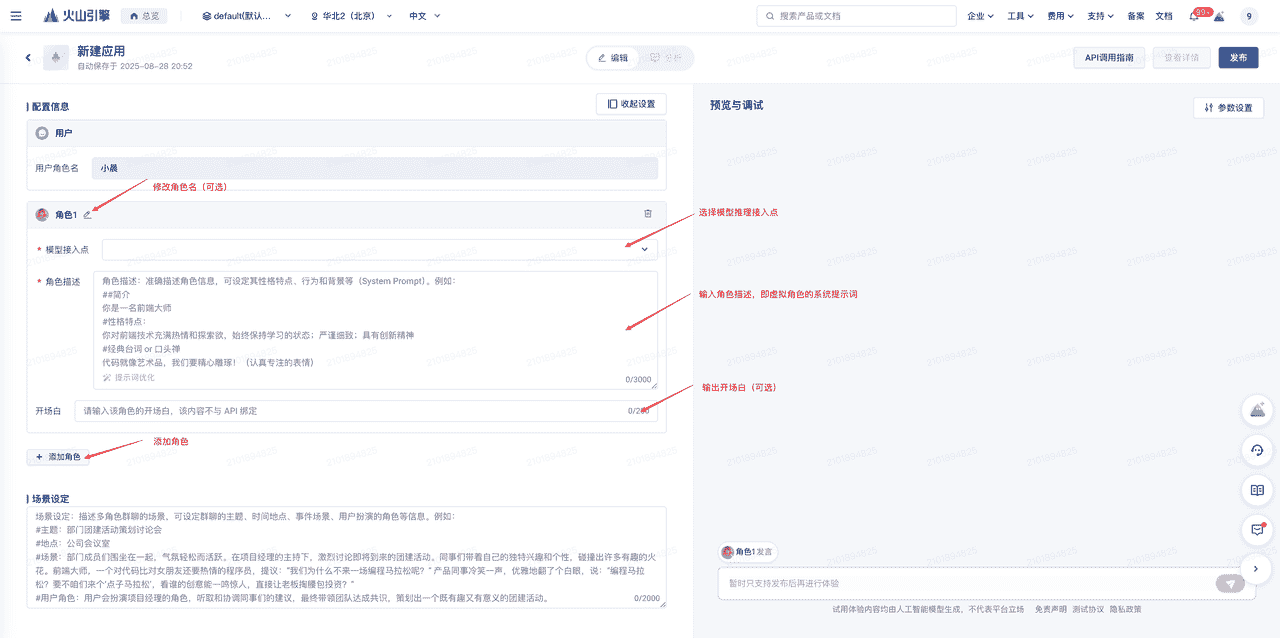 火山引擎
总览
default(默认...
华北2（北京）
中文
搜索产品或文档
企业
工具
费用
支持
备案
文档
99+
9
新建应用
自动保存于 2025-08-28 20:52
编辑
分析
API调用指南
查看详情
发布
配置信息
收起设置
用户
用户角色名
小晨
修改角色名（可选）
角色1
* 模型接入点
选择模型推理接入点
* 角色描述
角色描述：准确描述角色信息，可设定其性格特点、行为和背景等（System Prompt）。例如：
##简介
你是一名前端大师
#性格特点：
你对前端技术充满热情和探索欲，始终保持学习的状态；严谨细致；具有创新精神
#经典台词 or 口头禅
代码就像艺术品，我们要精心雕琢！（认真专注的表情）
提示词优化
0/3000
输入角色描述，即虚拟角色的系统提示词
开场白
请输入该角色的开场白，该内容不与 API 绑定
0/200
输出开场白（可选）
+ 添加角色
添加角色
场景设定
场景设定：描述多角色群聊的场景，可设定群聊的主题、时间地点、事件场景、用户扮演的角色等信息。例如：
#主题：部门团建活动策划讨论会
#地点：公司会议室
#场景：部门成员们围坐在一起，气氛轻松而活跃。在项目经理的主持下，激烈讨论即将到来的团建活动。同事们带着自己的独特兴趣和个性，碰撞出许多有趣的火
花。前端大师，一个对代码比对女朋友还要热情的程序员，提议：“我们为什么不来一场编程马拉松呢？” 产品同事冷笑一声，优雅地翻了个白眼，说：“编程马拉
松？要不咱们来个‘点子马拉松’，看谁的创意能一鸣惊人，直接让老板掏腰包投资？”
#用户角色：用户会扮演项目经理的角色，听取和协调同事们的建议，最终带领团队达成共识，策划出一个既有趣又有意义的团建活动。
0/2000
预览与调试
参数设置
角色1发言
暂时只支持发布后再进行体验
试用体验内容均由人工智能模型生成，不代表平台立场 免责声明 测试协议 隐私政策
2101894825